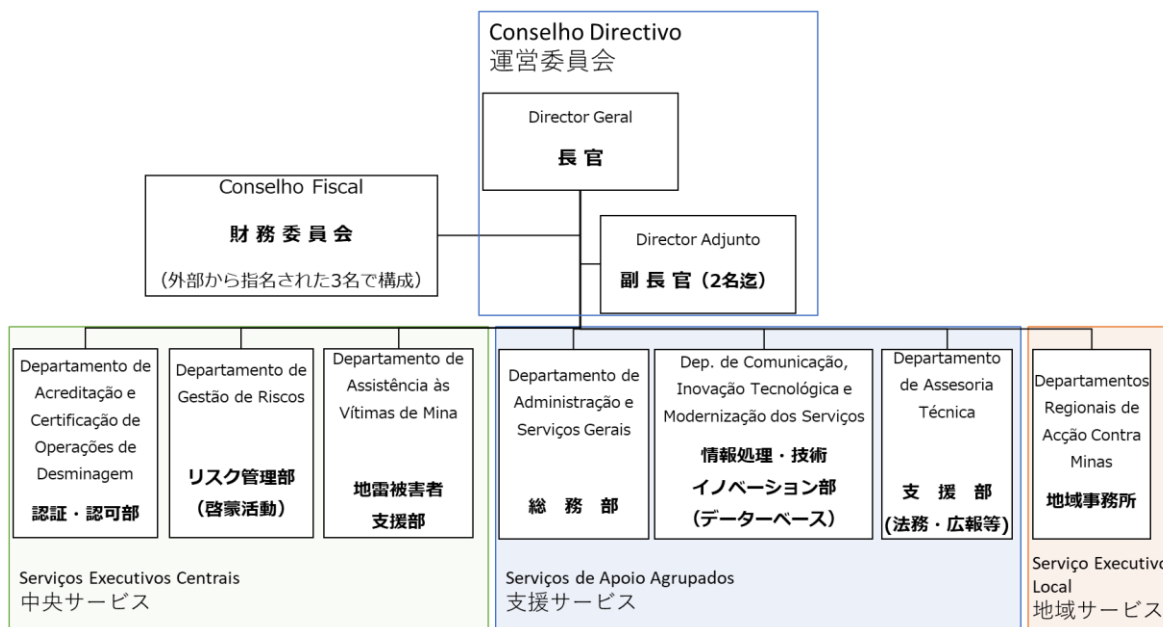 Conselho Directivo
運営委員会
Director Geral
長 官
Conselho Fiscal
財 務 委 員 会
（外部から指名された3名で構成）
Director Adjunto
副 長 官（2名迄）
Departamento de
Acreditação e
Certificação de
Operações de
Desminagem
認証・認可部
Departamento de
Gestão de Riscos
リスク管理部
（啓蒙活動）
Departamento de
Assistência às
Vítimas de Mina
地雷被害者
支援部
Serviços Executivos Centrais
中央サービス
Departamento de
Administração e
Serviços Gerais
総 務 部
Dep. de Comunicação,
Inovação Tecnológica e
Modernização dos Serviços
情報処理・技術
イノベーション部
（データーベース）
Departamento
de Assesoria
Técnica
支 援 部
(法務・広報等)
Serviços de Apoio Agrupados
支援サービス
Departamentos
Regionais de
Acção Contra
Minas
地域事務所
Serviço Executivo
Local
地域サービス